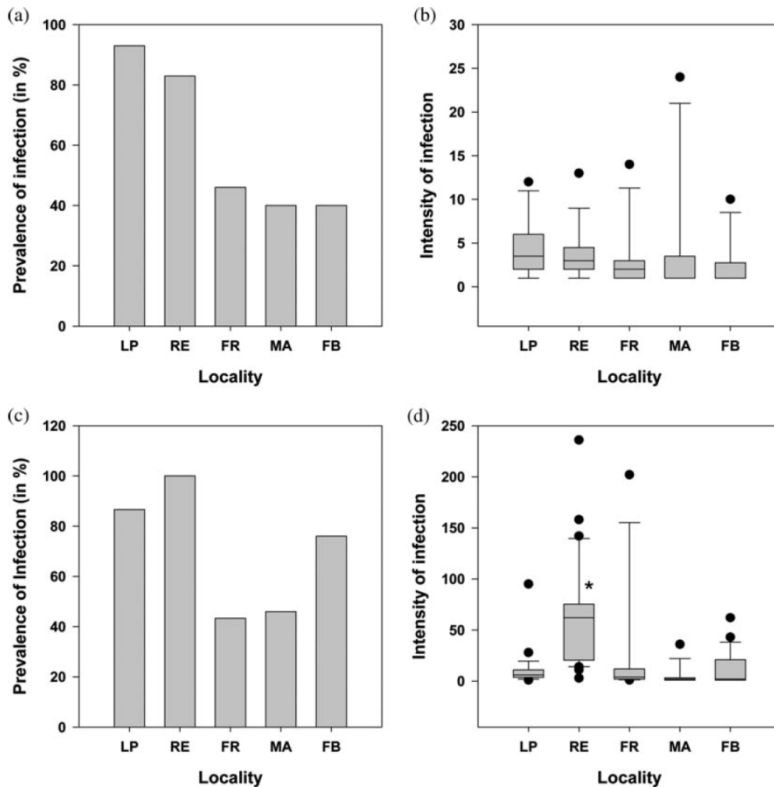 (a)
Prevalence of infection (in %)
100
80
60
40
20
0
LP RE FR MA FB
Locality
(b)
Intensity of infection
30
25
20
15
10
5
0
LP RE FR MA FB
Locality
(c)
Prevalence of Infection (in %)
120
100
80
60
40
20
0
LP RE FR MA FB
Locality
(d)
Intensity of infection
250
200
150
100
50
0
*
LP RE FR MA FB
Locality